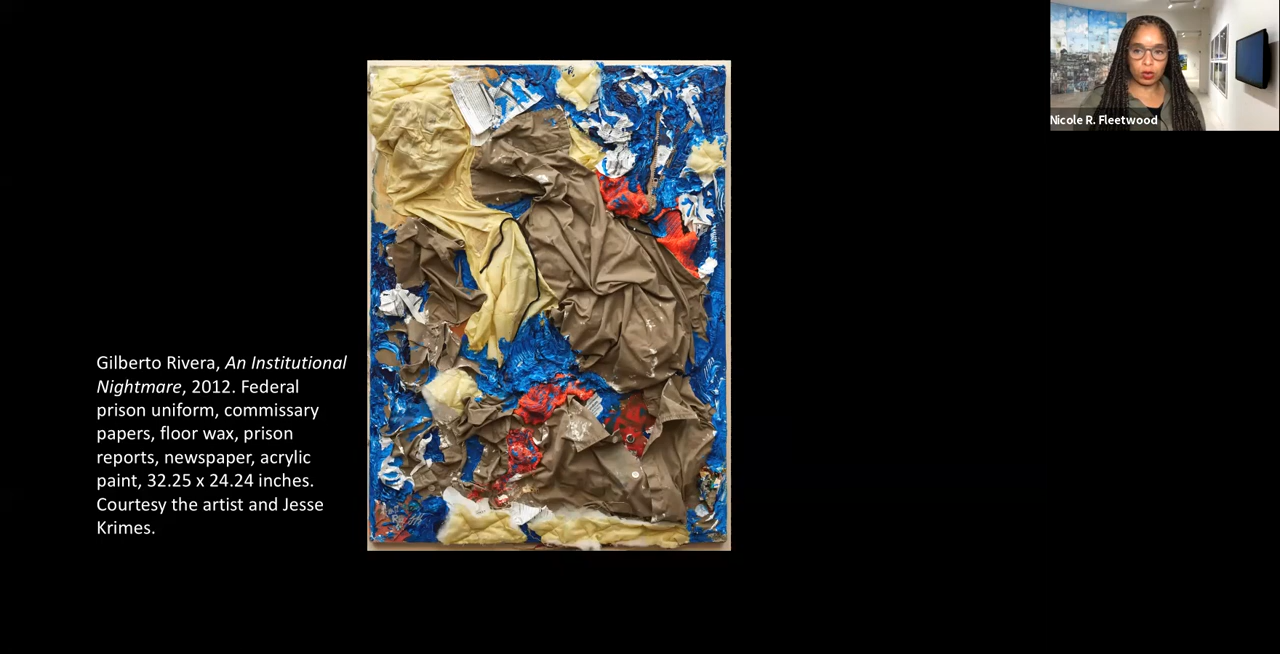 Nicole R. Fleetwood
Gilberto Rivera, An Institutional
Nightmare, 2012. Federal
prison uniform, commissary
papers, floor wax, prison
reports, newspaper, acrylic
paint, 32.25 x 24.24 inches.
Courtesy the artist and Jesse
Krimes.